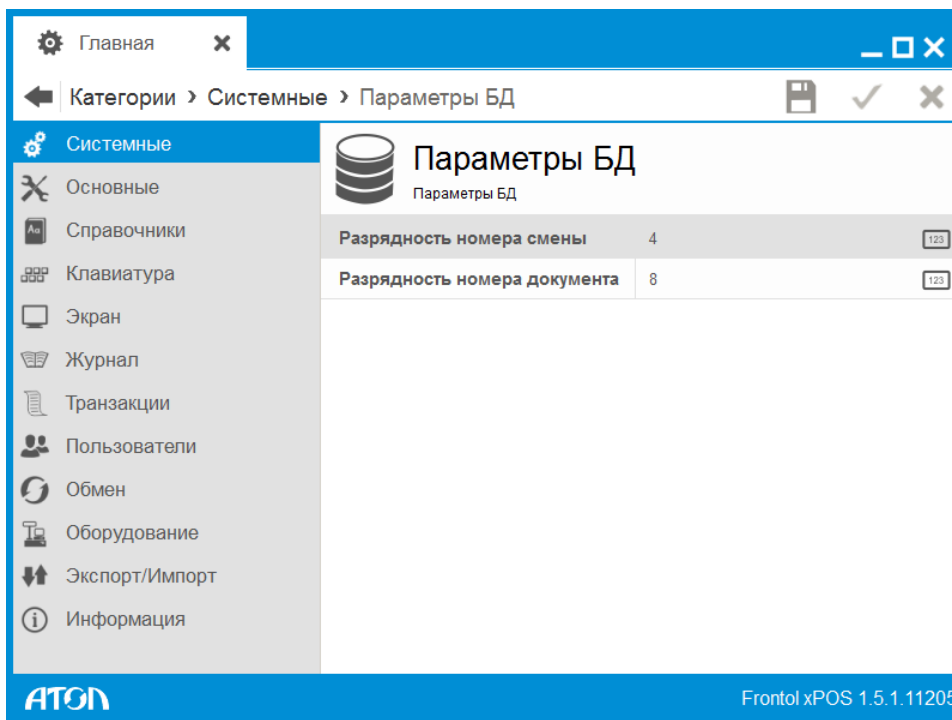 Главная
Категории › Системные › Параметры БД
Системные
Основные
Справочники
Клавиатура
Экран
Журнал
Транзакции
Пользователи
Обмен
Оборудование
Экспорт/Импорт
Информация
Параметры БД
Параметры БД
Разрядность номера смены 4 123
Разрядность номера документа 8 123
АТОЛ Frontol xPOS 1.5.1.11205